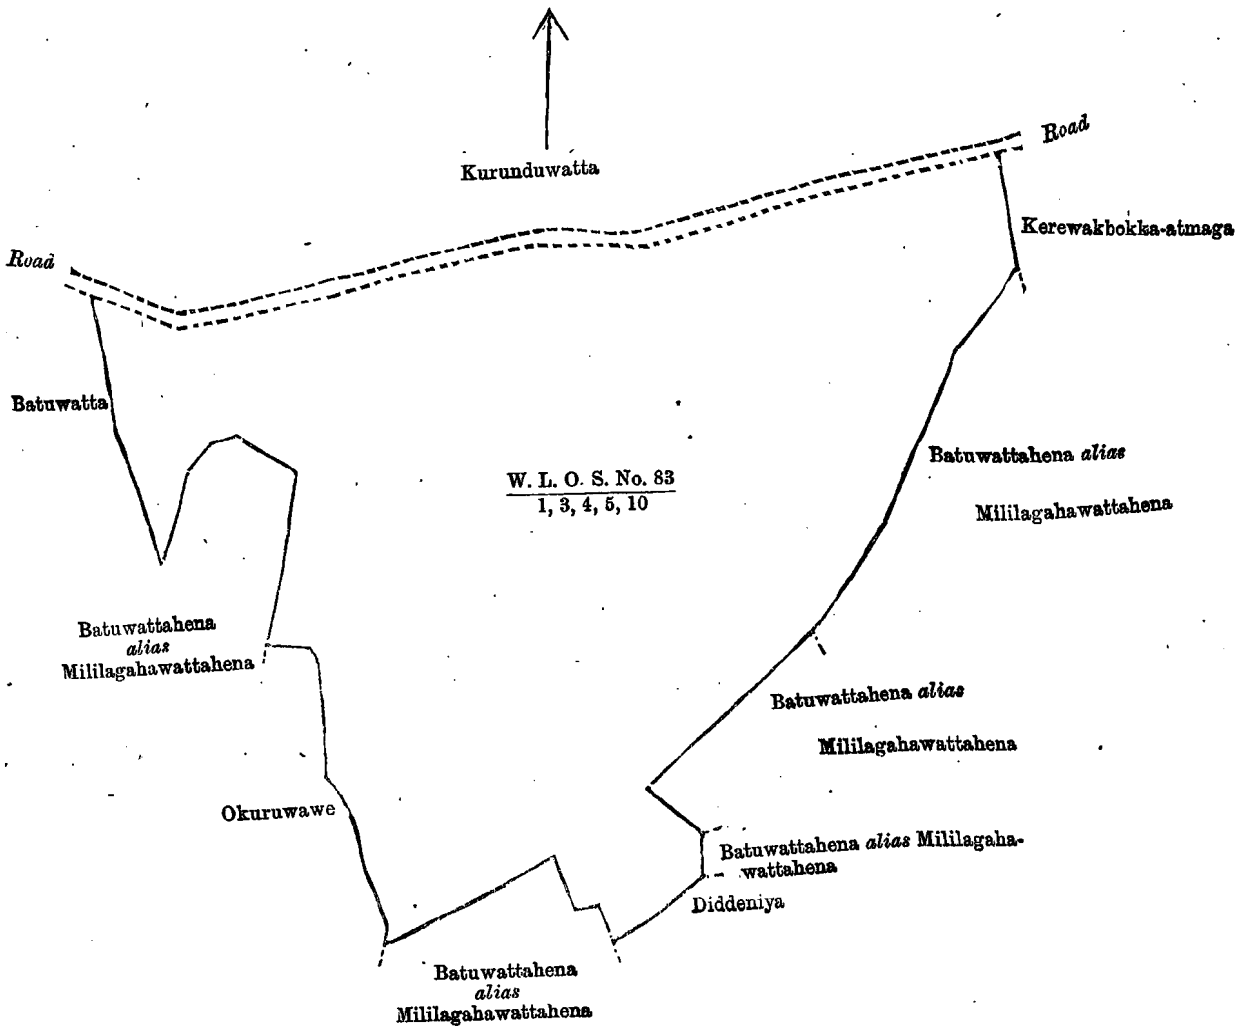 Road
Kurunduwatta
Kerewakbokka-atmaga
Road
Batuwatta
Batuwattahena alias
Mililagahawattahena
W. L. O. S. No. 83
1, 3, 4, 5, 10
Batuwattahena
alias
Mililagahawattahena
Batuwattahena alias
Mililagahawattahena
Okuruwawe
Batuwattahena alias Mililagaha-
wattahena
Diddeniya
Batuwattahena
alias
Mililagahawattahena